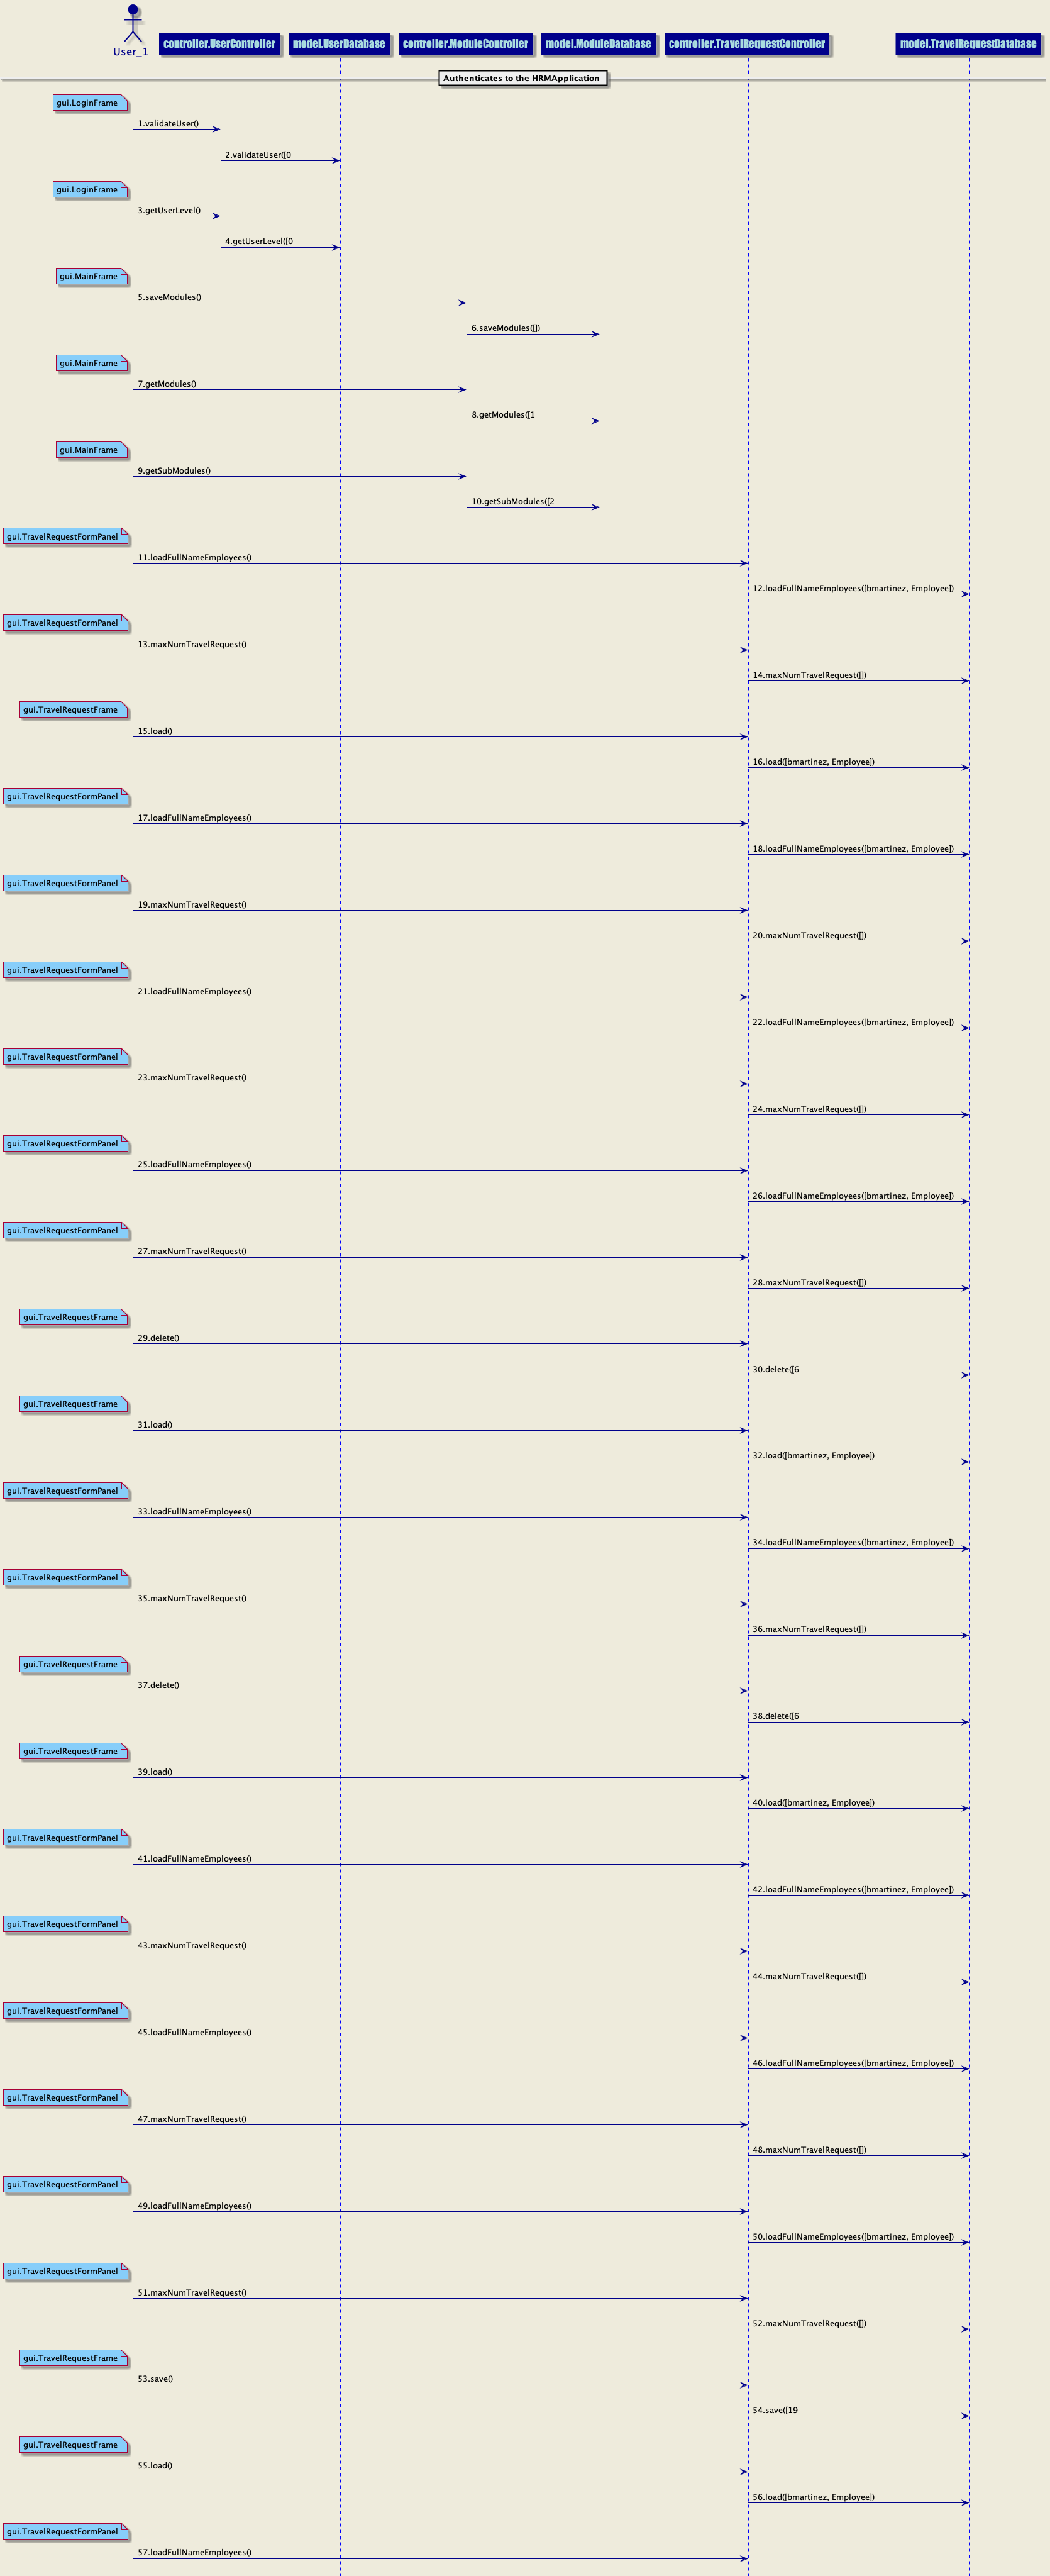 User_1
controller.UserController
model.UserDatabase
controller.ModuleController
model.ModuleDatabase
controller.TravelRequestController
model.TravelRequestDatabase
Authenticates to the HRMApplication
gui.LoginFrame
1.validateUser()
2.validateUser([0
gui.LoginFrame
3.getUserLevel()
4.getUserLevel([0
gui.MainFrame
5.saveModules()
6.saveModules([])
gui.MainFrame
7.getModules()
8.getModules([1
gui.MainFrame
9.getSubModules()
10.getSubModules([2
gui.TravelRequestFormPanel
11.loadFullNameEmployees()
12.loadFullNameEmployees([bmartinez, Employee])
gui.TravelRequestFormPanel
13.maxNumTravelRequest()
14.maxNumTravelRequest([])
gui.TravelRequestFrame
15.load()
16.load([bmartinez, Employee])
gui.TravelRequestFormPanel
17.loadFullNameEmployees()
18.loadFullNameEmployees([bmartinez, Employee])
gui.TravelRequestFormPanel
19.maxNumTravelRequest()
20.maxNumTravelRequest([])
gui.TravelRequestFormPanel
21.loadFullNameEmployees()
22.loadFullNameEmployees([bmartinez, Employee])
gui.TravelRequestFormPanel
23.maxNumTravelRequest()
24.maxNumTravelRequest([])
gui.TravelRequestFormPanel
25.loadFullNameEmployees()
26.loadFullNameEmployees([bmartinez, Employee])
gui.TravelRequestFormPanel
27.maxNumTravelRequest()
28.maxNumTravelRequest([])
gui.TravelRequestFrame
29.delete()
30.delete([6
gui.TravelRequestFrame
31.load()
32.load([bmartinez, Employee])
gui.TravelRequestFormPanel
33.loadFullNameEmployees()
34.loadFullNameEmployees([bmartinez, Employee])
gui.TravelRequestFormPanel
35.maxNumTravelRequest()
36.maxNumTravelRequest([])
gui.TravelRequestFrame
37.delete()
38.delete([6
gui.TravelRequestFrame
39.load()
40.load([bmartinez, Employee])
gui.TravelRequestFormPanel
41.loadFullNameEmployees()
42.loadFullNameEmployees([bmartinez, Employee])
gui.TravelRequestFormPanel
43.maxNumTravelRequest()
44.maxNumTravelRequest([])
gui.TravelRequestFormPanel
45.loadFullNameEmployees()
46.loadFullNameEmployees([bmartinez, Employee])
gui.TravelRequestFormPanel
47.maxNumTravelRequest()
48.maxNumTravelRequest([])
gui.TravelRequestFormPanel
49.loadFullNameEmployees()
50.loadFullNameEmployees([bmartinez, Employee])
gui.TravelRequestFormPanel
51.maxNumTravelRequest()
52.maxNumTravelRequest([])
gui.TravelRequestFrame
53.save()
54.save([19
gui.TravelRequestFrame
55.load()
56.load([bmartinez, Employee])
gui.TravelRequestFormPanel
57.loadFullNameEmployees()